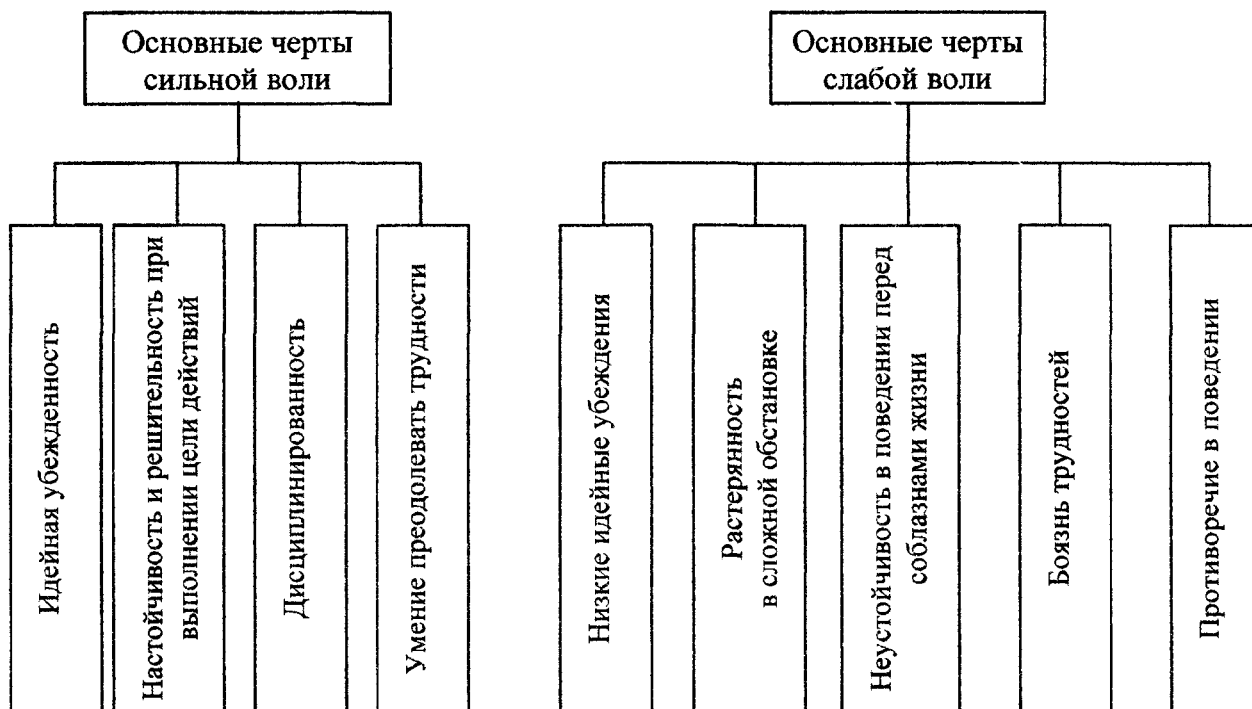 Основные черты
сильной воли
Идейная убежденность
Настойчивость и решительность при
выполнении цели действий
Дисциплинированность
Умение преодолевать трудности
Основные черты
слабой воли
Низкие идейные убеждения
Растерянность
в сложной обстановке
Неустойчивость в поведении перед
соблазнами жизни
Боязнь трудностей
Противоречие в поведении